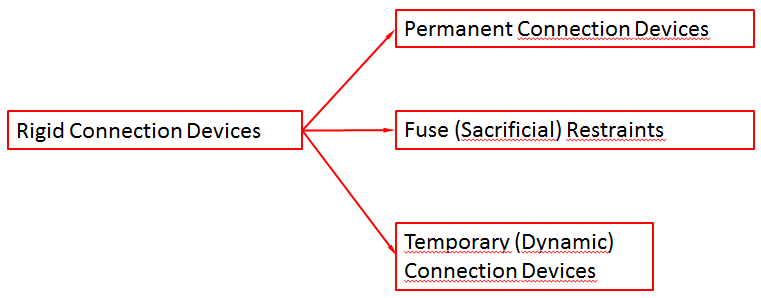 Permanent Connection Devices
Rigid Connection Devices
Fuse (Sacrificial) Restraints
Temporary (Dynamic)
Connection Devices